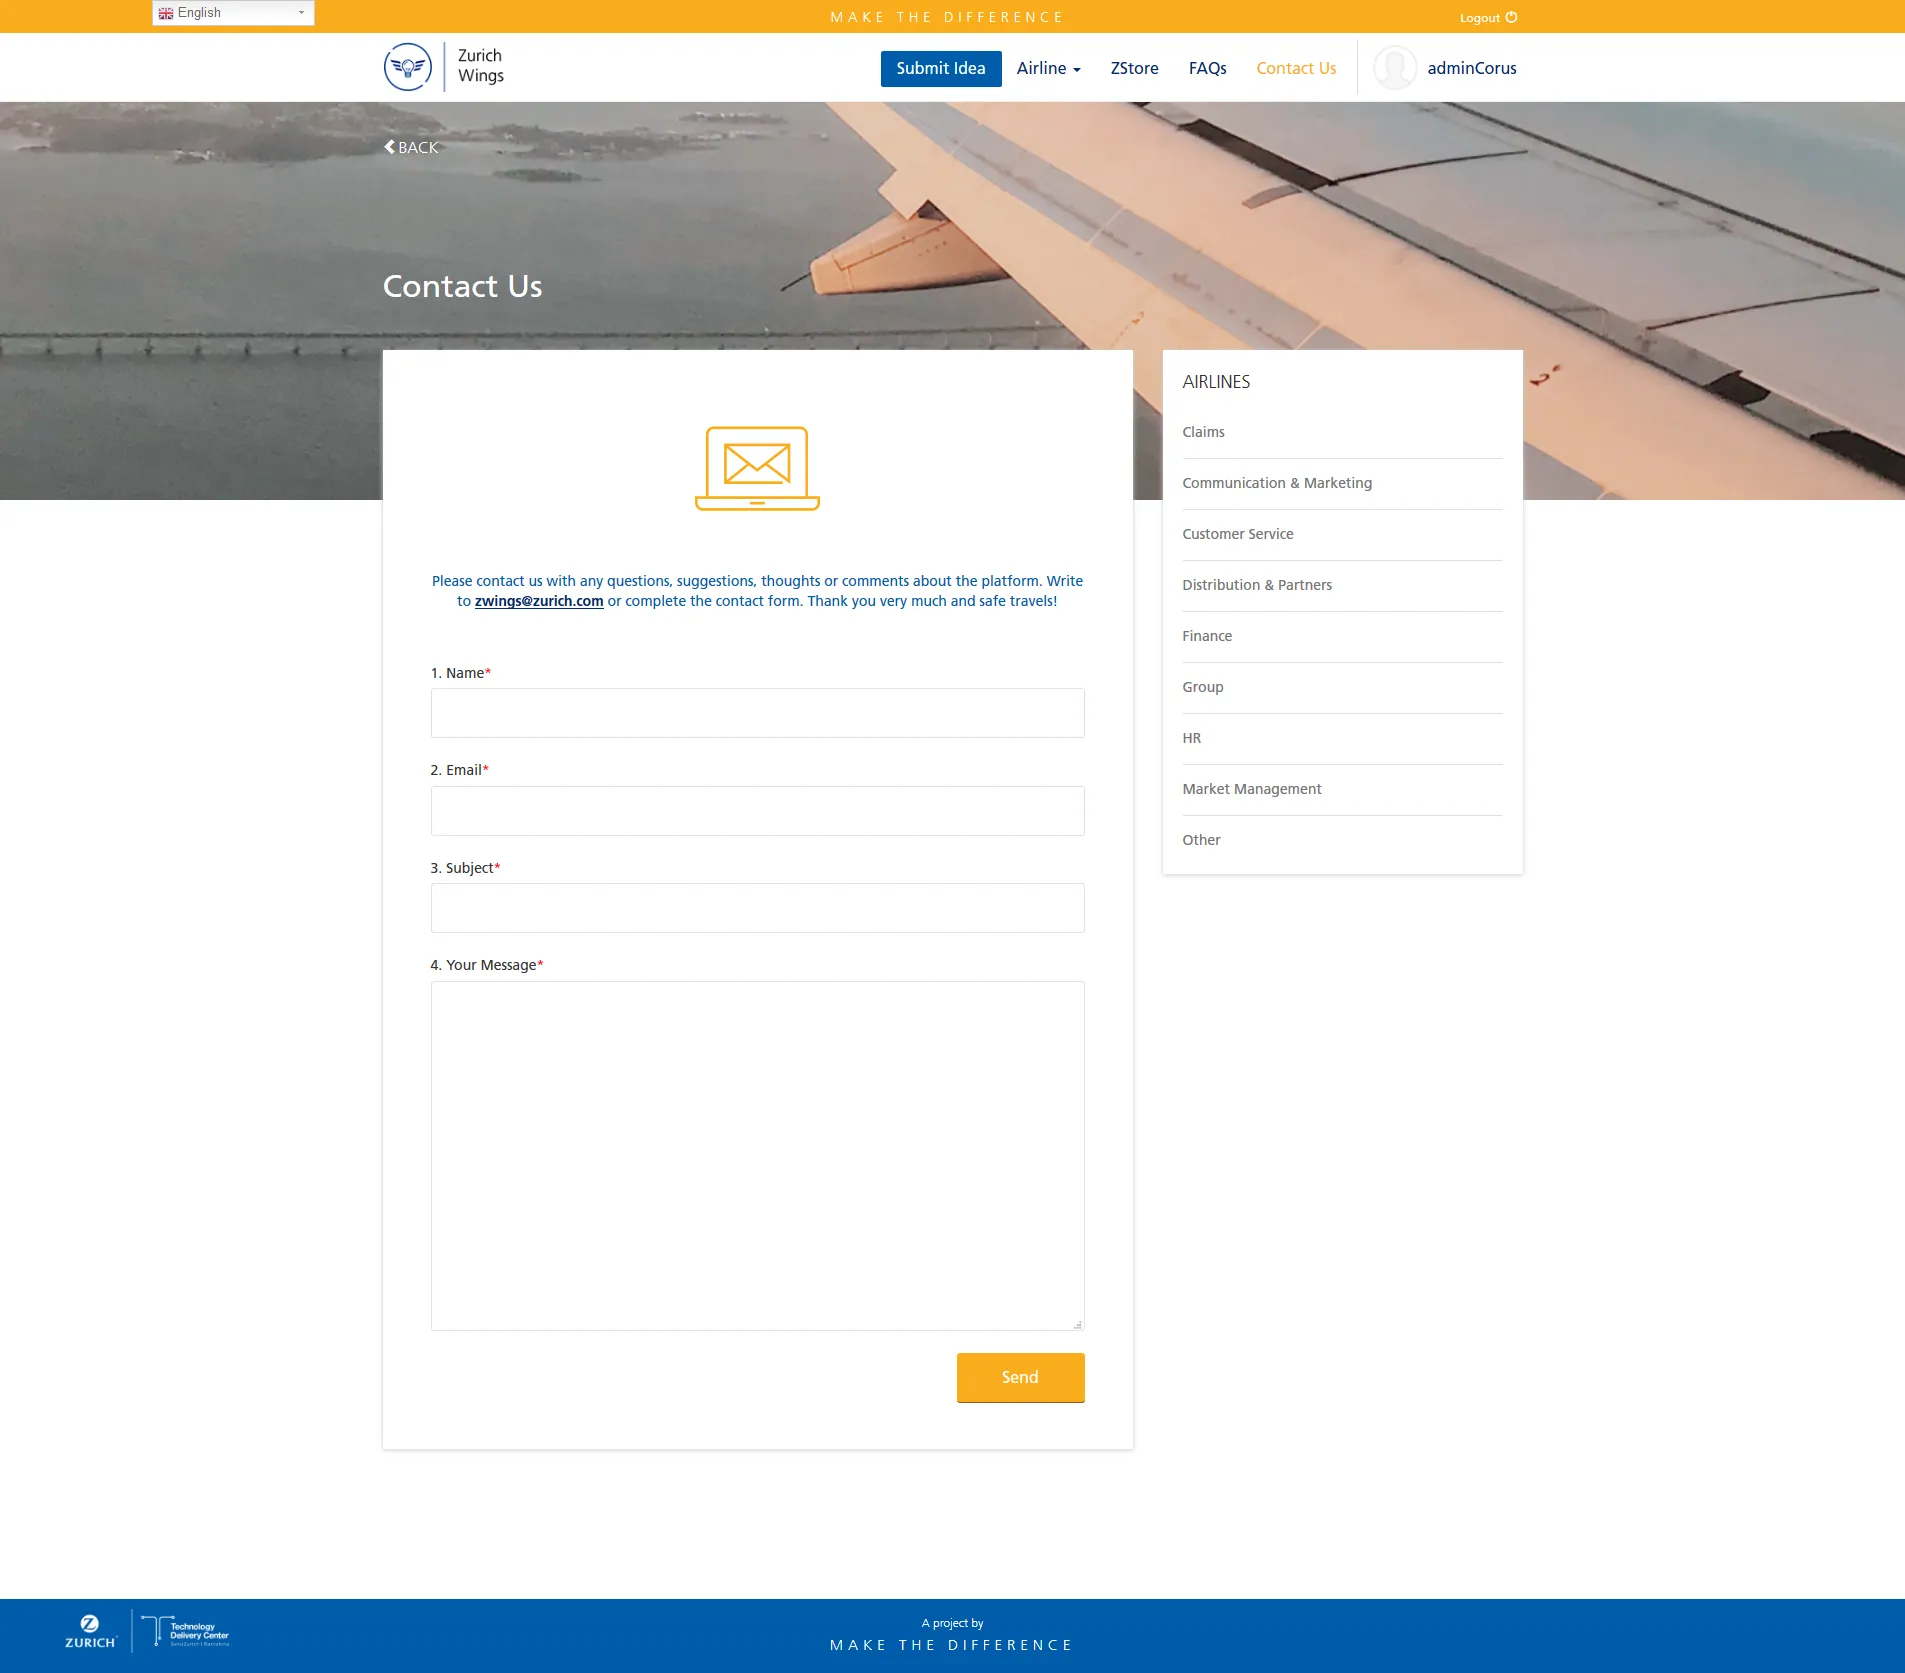 English
MAKE THE DIFFERENCE
Logout
Zurich
Wings
Submit Idea
Airline
ZStore
FAQs
Contact Us
adminCorus
BACK
Contact Us
Please contact us with any questions, suggestions, thoughts or comments about the platform. Write
to zwings@zurich.com or complete the contact form. Thank you very much and safe travels!
1. Name*
2. Email*
3. Subject*
4. Your Message*
Send
AIRLINES
Claims
Communication & Marketing
Customer Service
Distribution & Partners
Finance
Group
HR
Market Management
Other
ZURICH
Technology
Delivery Center
A project by
MAKE THE DIFFERENCE